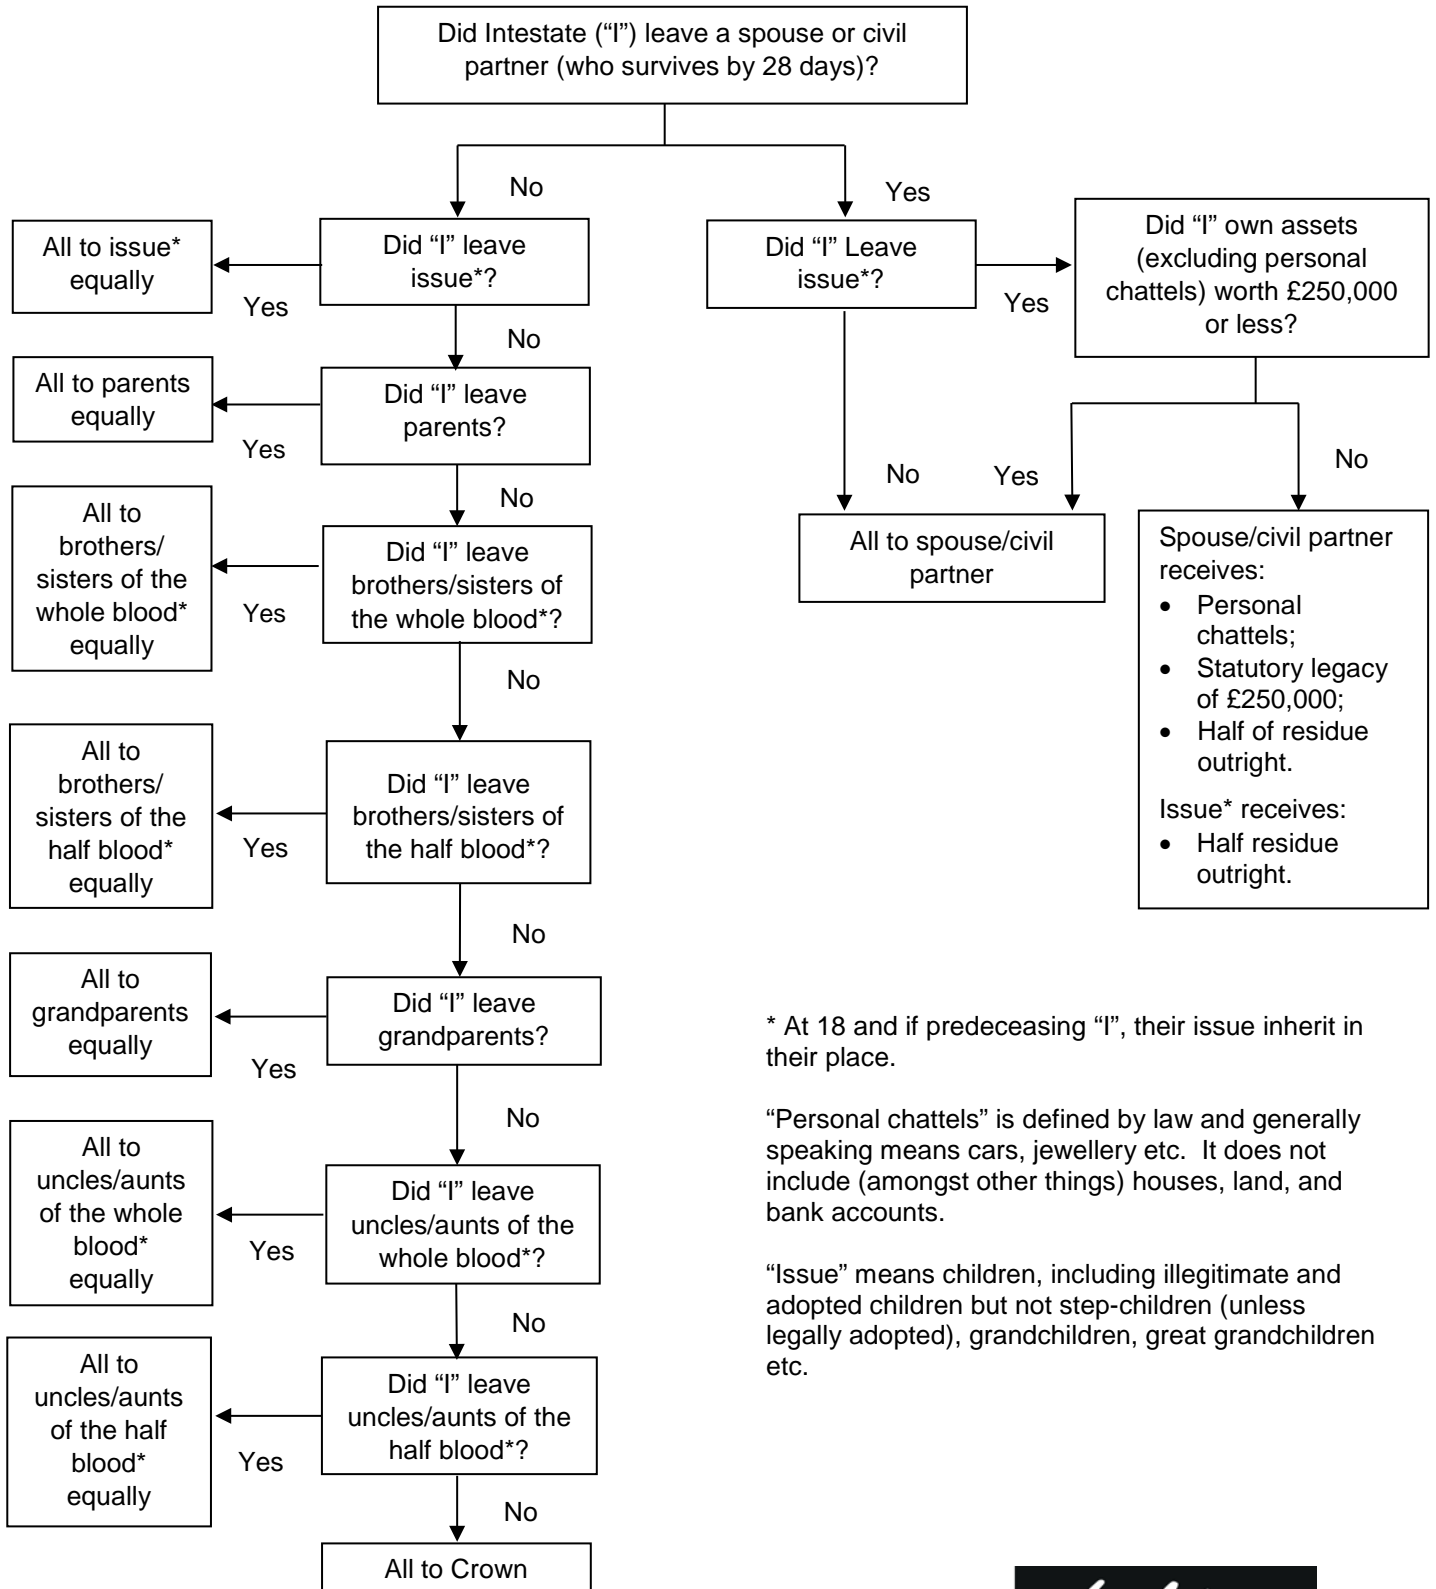 Did Intestate (“I”) leave a spouse or civil
partner (who survives by 28 days)?
No
Yes
All to issue*
equally
Yes
Did “I” leave
issue*?
Did “I” Leave
issue*?
Yes
Did “I” own assets
(excluding personal
chattels) worth £250,000
or less?
No
All to parents
equally
Yes
Did “I” leave
parents?
No
No
Yes
No
All to
brothers/
sisters of the
whole blood*
equally
Yes
Did “I” leave
brothers/sisters of
the whole blood*?
All to spouse/civil
partner
Spouse/civil partner
receives:
• Personal
chattels;
• Statutory legacy
of £250,000;
• Half of residue
outright.
Issue* receives:
• Half residue
outright.
No
All to
brothers/
sisters of the
half blood*
equally
Yes
Did “I” leave
brothers/sisters of
the half blood*?
No
All to
grandparents
equally
Yes
Did “I” leave
grandparents?
No
All to
uncles/aunts
of the whole
blood*
equally
Yes
Did “I” leave
uncles/aunts of the
whole blood*?
No
All to
uncles/aunts
of the half
blood*
equally
Yes
Did “I” leave
uncles/aunts of the
half blood*?
No
All to Crown
* At 18 and if predeceasing “I”, their issue inherit in
their place.
“Personal chattels” is defined by law and generally
speaking means cars, jewellery etc. It does not
include (amongst other things) houses, land, and
bank accounts.
“Issue” means children, including illegitimate and
adopted children but not step-children (unless
legally adopted), grandchildren, great grandchildren
etc.